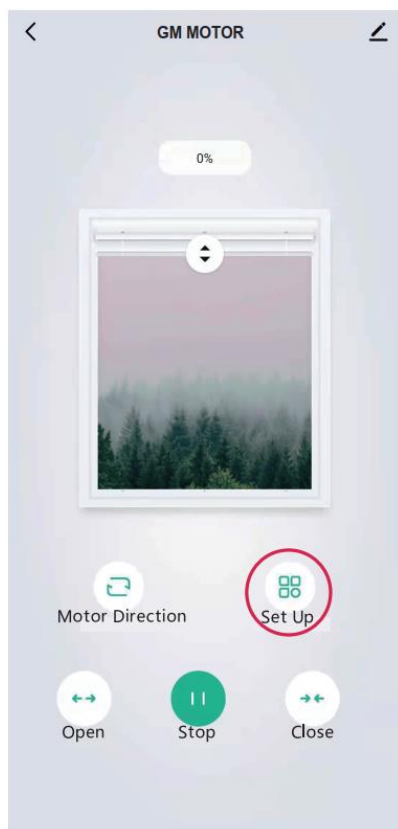 GM MOTOR
0%
Motor Direction
Set Up
Open
Stop
Close